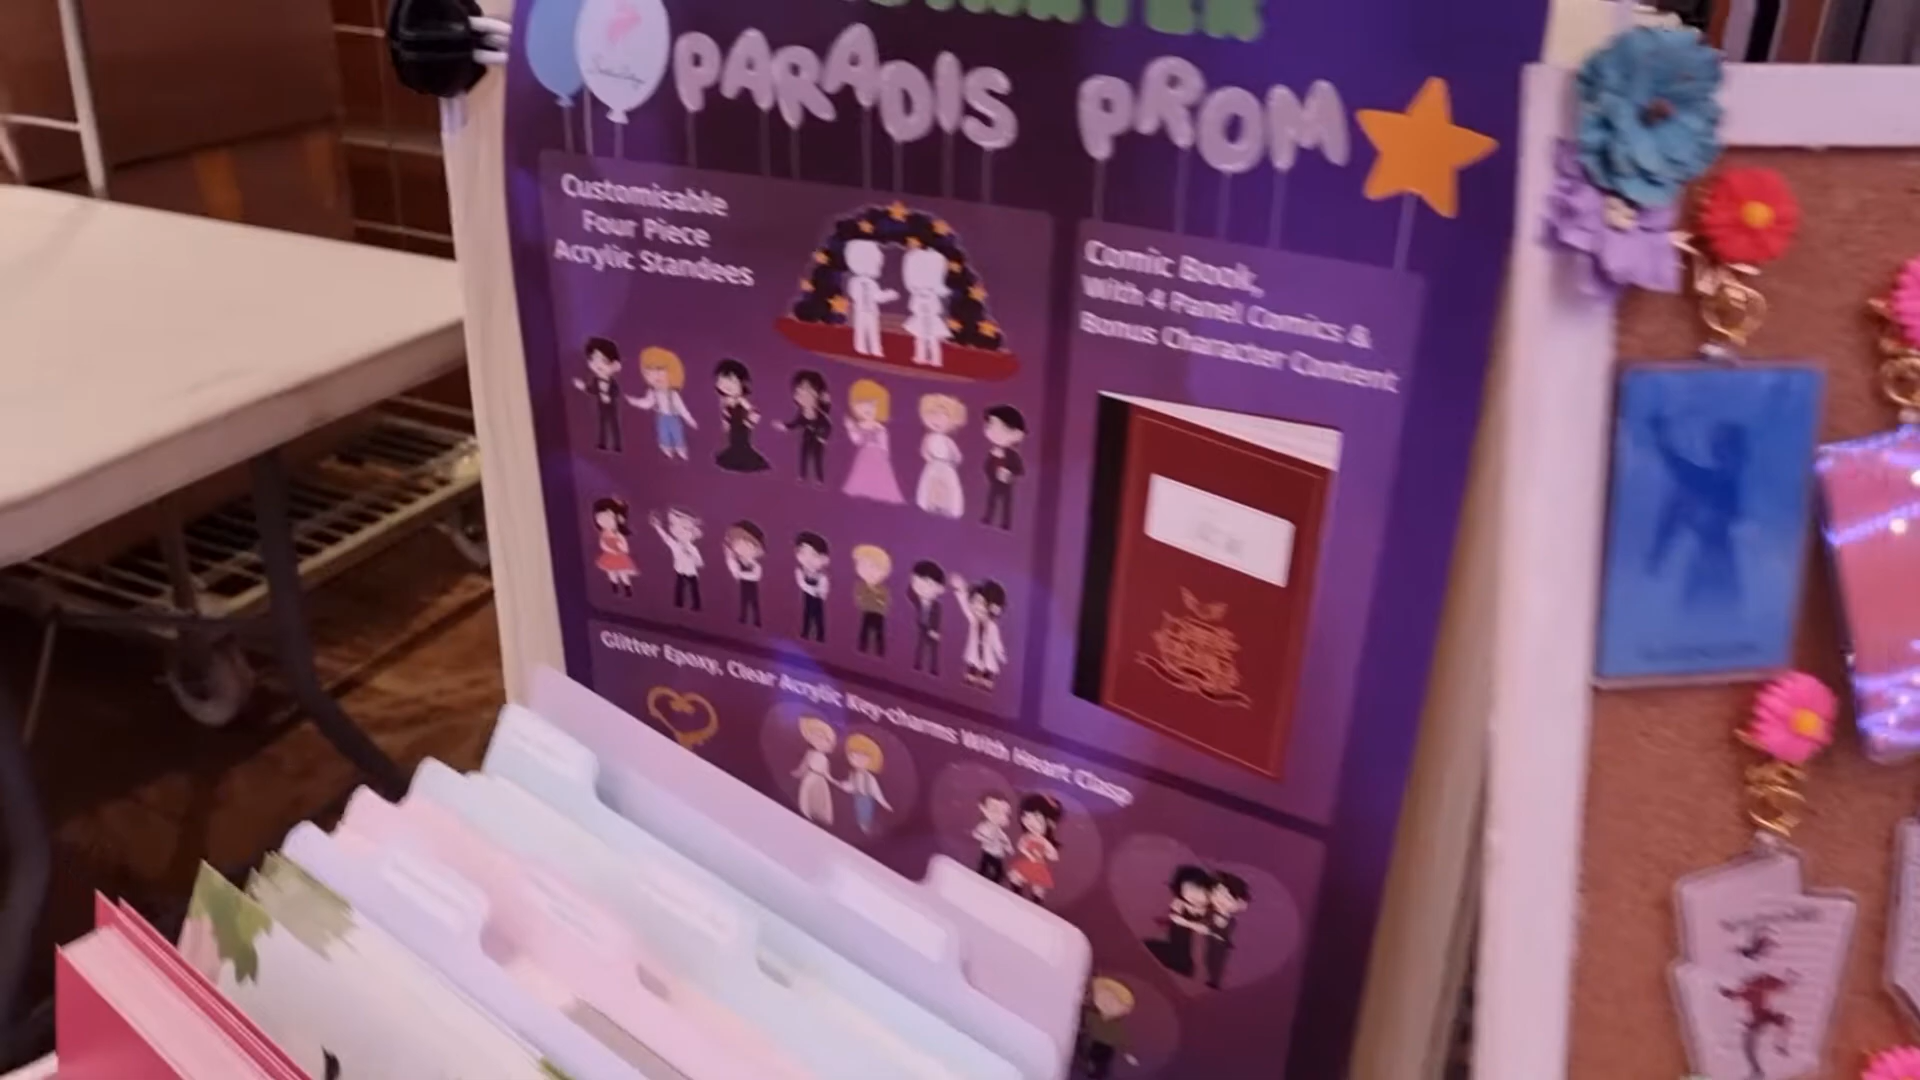 PARADIS PROM
Customisable
Four Piece
Acrylic Standees
Comic Book,
With 4 Panel Comics &
Bonus Character Content
Glitter Epoxy, Clear Acrylic Key-charms With Heart Clasp